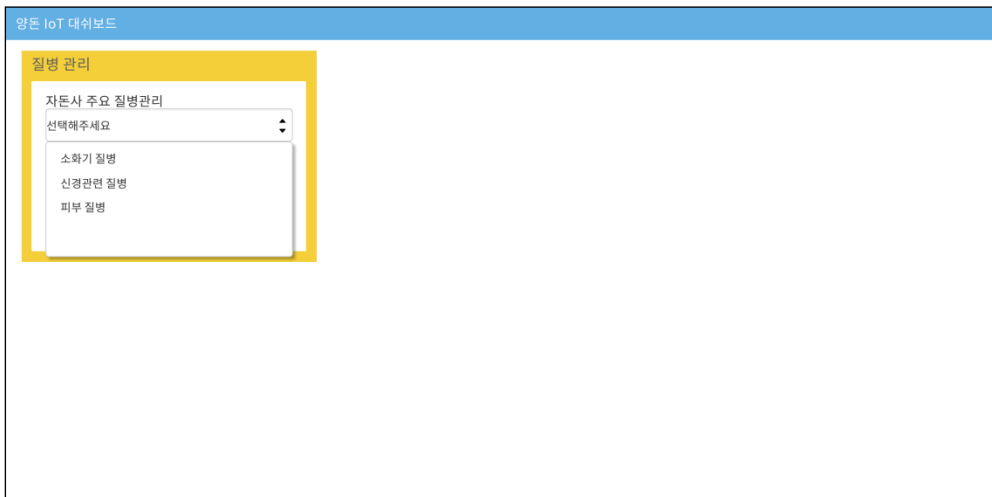 양돈 IoT 대쉬보드
질병 관리
자돈사 주요 질병관리
선택해주세요
소화기 질병
신경관련 질병
피부 질병